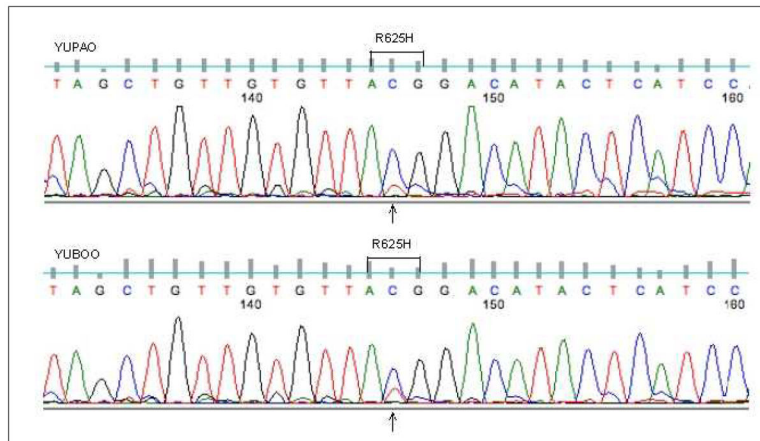 R625H
YUPAO
T A G C T G T T G T G T T A C G G A C A T A C T C A T C C
140 150 160
R625H
YUBOO
T A G C T G T T G T G T T A C G G A C A T A C T C A T C C
140 150 160